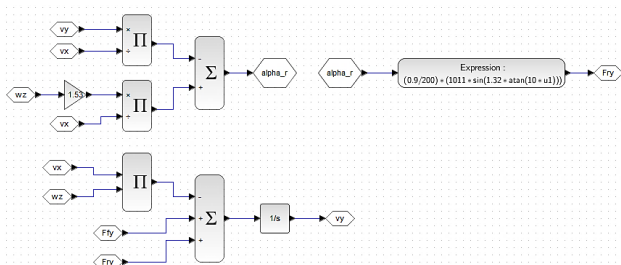 vy
×
Π
vx
÷
-
Σ
alpha_r
+
wz
1.53
×
Π
vx
÷
alpha_r
Expression :
(0.9/200) * (1011 * sin(1.32 * atan(10 * u1)))
Fry
vx
Π
wz
-
Ffy
+
Σ
1/s
vy
Fry
+